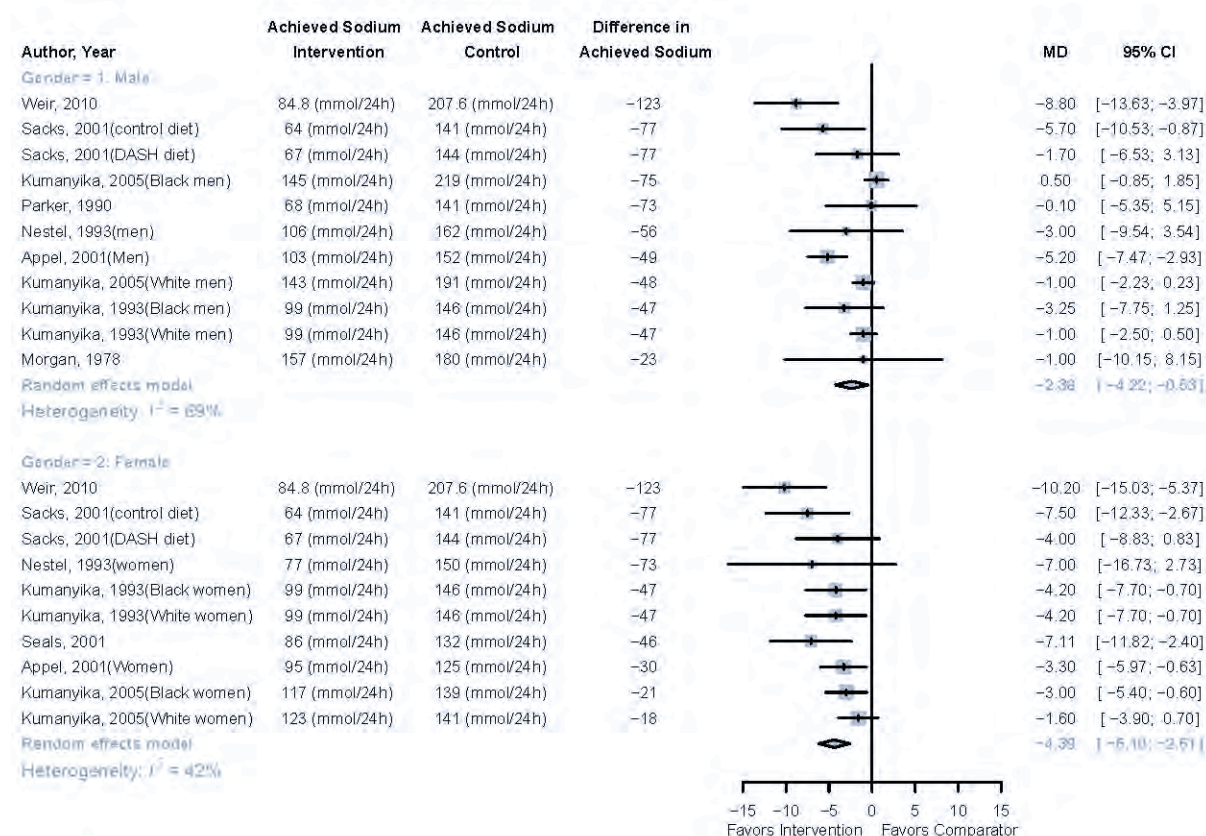 Achieved Sodium Achieved Sodium Difference in
Author, Year Intervention Control Achieved Sodium MD 95% CI
Gender = 1: Male
Weir, 2010 84.8 (mmol/24h) 207.6 (mmol/24h) −123 −8.80 [−13.63; −3.97]
Sacks, 2001(control diet) 64 (mmol/24h) 141 (mmol/24h) −77 −5.70 [−10.53; −0.87]
Sacks, 2001(DASH diet) 67 (mmol/24h) 144 (mmol/24h) −77 −1.70 [ −6.53; 3.13]
Kumanyika, 2005(Black men) 145 (mmol/24h) 219 (mmol/24h) −75 0.50 [ −0.85; 1.85]
Parker, 1990 68 (mmol/24h) 141 (mmol/24h) −73 −0.10 [ −5.35; 5.15]
Nestel, 1993(men) 106 (mmol/24h) 162 (mmol/24h) −56 −3.00 [ −9.54; 3.54]
Appel, 2001(Men) 103 (mmol/24h) 152 (mmol/24h) −49 −5.20 [ −7.47; −2.93]
Kumanyika, 2005(White men) 143 (mmol/24h) 191 (mmol/24h) −48 −1.00 [ −2.23; 0.23]
Kumanyika, 1993(Black men) 99 (mmol/24h) 146 (mmol/24h) −47 −3.25 [ −7.75; 1.25]
Kumanyika, 1993(White men) 99 (mmol/24h) 146 (mmol/24h) −47 −1.00 [ −2.50; 0.50]
Morgan, 1978 157 (mmol/24h) 180 (mmol/24h) −23 −1.00 [−10.15; 8.15]
Random effects model −2.38 [ −4.22; −0.53]
Heterogeneity: I² = 69%
Gender = 2: Female
Weir, 2010 84.8 (mmol/24h) 207.6 (mmol/24h) −123 −10.20 [−15.03; −5.37]
Sacks, 2001(control diet) 64 (mmol/24h) 141 (mmol/24h) −77 −7.50 [−12.33; −2.67]
Sacks, 2001(DASH diet) 67 (mmol/24h) 144 (mmol/24h) −77 −4.00 [ −8.83; 0.83]
Nestel, 1993(women) 77 (mmol/24h) 150 (mmol/24h) −73 −7.00 [−16.73; 2.73]
Kumanyika, 1993(Black women) 99 (mmol/24h) 146 (mmol/24h) −47 −4.20 [ −7.70; −0.70]
Kumanyika, 1993(White women) 99 (mmol/24h) 146 (mmol/24h) −47 −4.20 [ −7.70; −0.70]
Seals, 2001 86 (mmol/24h) 132 (mmol/24h) −46 −7.11 [−11.82; −2.40]
Appel, 2001(Women) 95 (mmol/24h) 125 (mmol/24h) −30 −3.30 [ −5.97; −0.63]
Kumanyika, 2005(Black women) 117 (mmol/24h) 139 (mmol/24h) −21 −3.00 [ −5.40; −0.60]
Kumanyika, 2005(White women) 123 (mmol/24h) 141 (mmol/24h) −18 −1.60 [ −3.90; 0.70]
Random effects model −4.39
Heterogeneity: I² = 42%
−15 −10 −5 0 5 10 15
Favors Intervention Favors Comparator